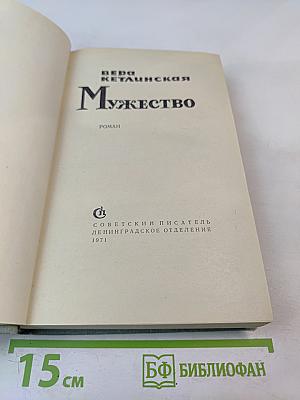 ВЕРА
КЕТЛИНСКАЯ
МУЖЕСТВО
РОМАН
СОВЕТСКИЙ ПИСАТЕЛЬ
ЛЕНИНГРАДСКОЕ ОТДЕЛЕНИЕ
1971
15 см
БФ БИБЛИОФАН